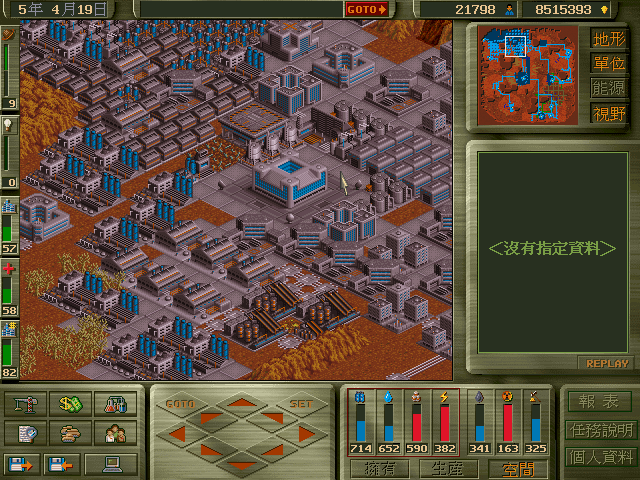 5年 4月19日 GOTO 21798 8515393
地形
單位
能源
視野
9
0
57
58
82
<沒有指定資料>
REPLAY
GOTO SET
714 652 590 382 341 163 325
擁有 生產 空間
報表
任務說明
個人資料